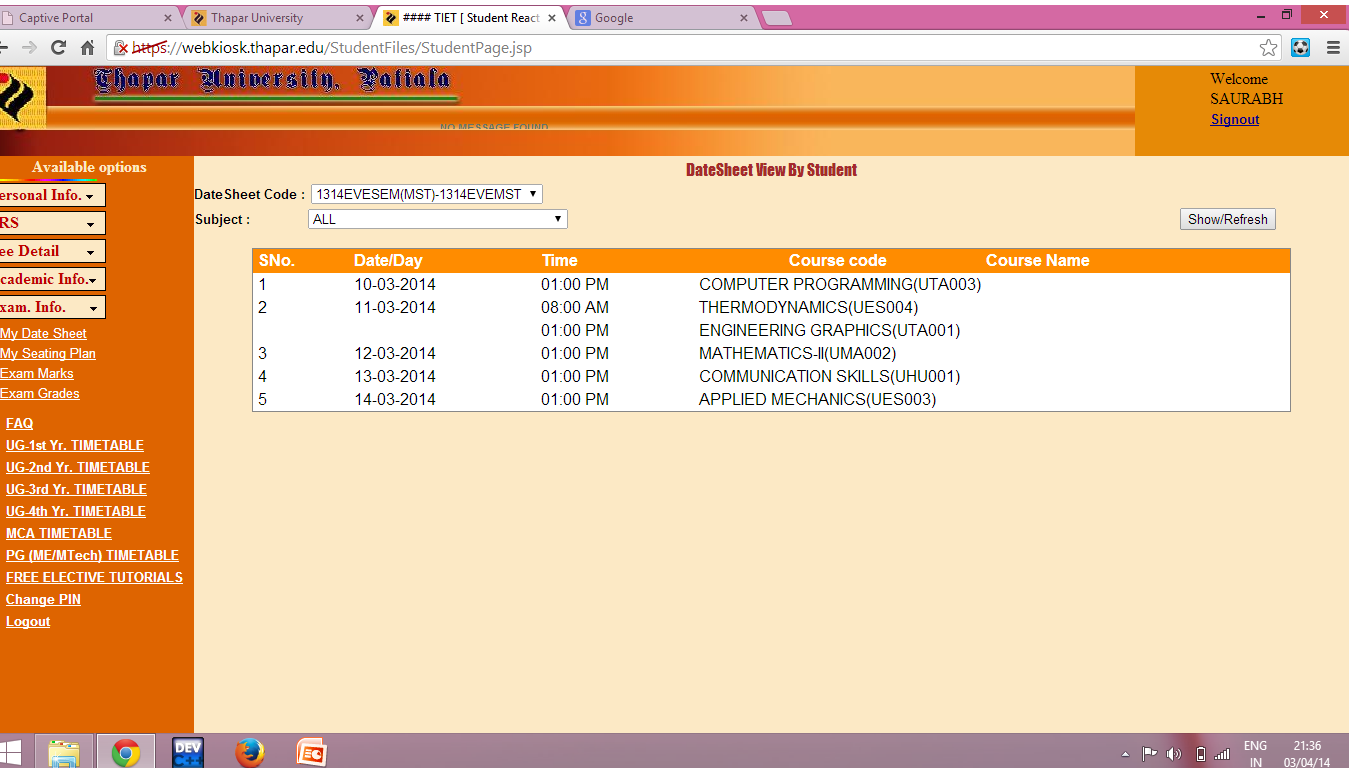 Captive Portal
Thapar University
#### TIET [ Student React
Google
https://webkiosk.thapar.edu/StudentFiles/StudentPage.jsp
Thapar University, Patiala
NO MESSAGE FOUND
Welcome
SAURABH
Signout
Available options
ersonal Info.
RS
ee Detail
cademic Info.
xam. Info.
My Date Sheet
My Seating Plan
Exam Marks
Exam Grades
FAQ
UG-1st Yr. TIMETABLE
UG-2nd Yr. TIMETABLE
UG-3rd Yr. TIMETABLE
UG-4th Yr. TIMETABLE
MCA TIMETABLE
PG (ME/MTech) TIMETABLE
FREE ELECTIVE TUTORIALS
Change PIN
Logout
DateSheet View By Student
DateSheet Code : 1314EVESEM(MST)-1314EVEMST
Subject : ALL
Show/Refresh
SNo. Date/Day Time Course code Course Name
1 10-03-2014 01:00 PM COMPUTER PROGRAMMING(UTA003)
2 11-03-2014 08:00 AM THERMODYNAMICS(UES004)
01:00 PM ENGINEERING GRAPHICS(UTA001)
3 12-03-2014 01:00 PM MATHEMATICS-II(UMA002)
4 13-03-2014 01:00 PM COMMUNICATION SKILLS(UHU001)
5 14-03-2014 01:00 PM APPLIED MECHANICS(UES003)
DEV
C++
ENG
IN
21:36
03/04/14